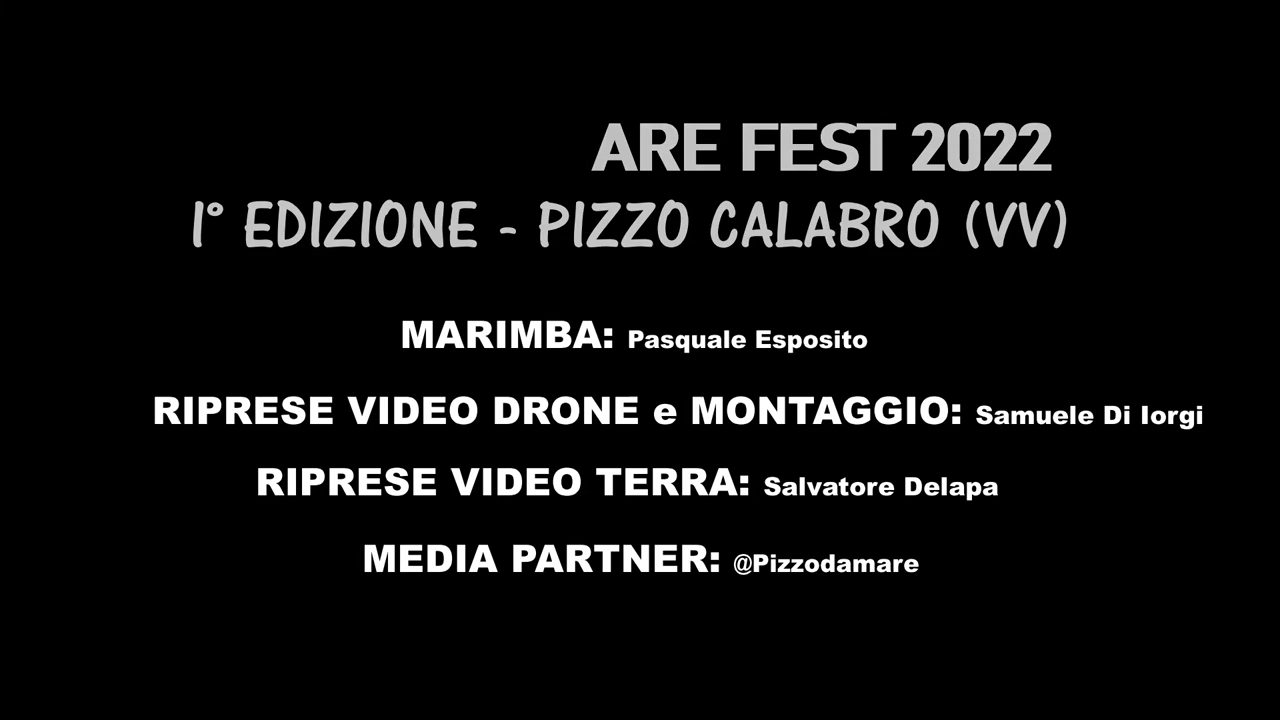 ARE FEST 2022
I° EDIZIONE - PIZZO CALABRO (VV)
MARIMBA: Pasquale Esposito
RIPRESE VIDEO DRONE e MONTAGGIO: Samuele Di Iorgi
RIPRESE VIDEO TERRA: Salvatore Delapa
MEDIA PARTNER: @Pizzodamare